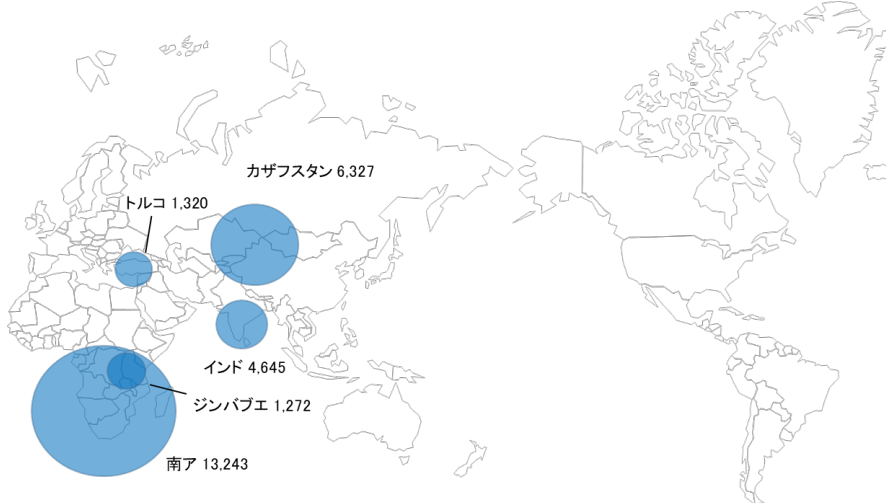 カザフスタン 6,327
トルコ 1,320
インド 4,645
ジンバブエ 1,272
南ア 13,243